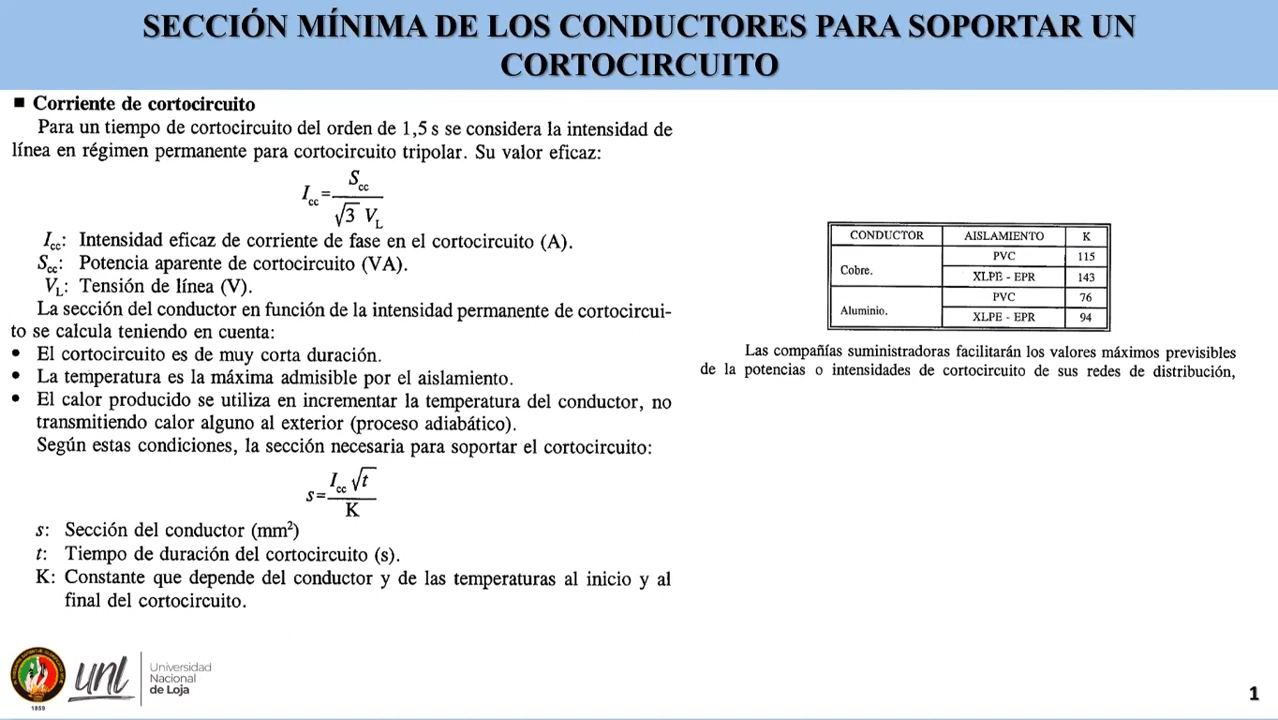 SECCIÓN MÍNIMA DE LOS CONDUCTORES PARA SOPORTAR UN
CORTOCIRCUITO
■ Corriente de cortocircuito
Para un tiempo de cortocircuito del orden de 1,5 s se considera la intensidad de
línea en régimen permanente para cortocircuito tripolar. Su valor eficaz:
I_cc = S_cc / (√3 V_L)
I_cc: Intensidad eficaz de corriente de fase en el cortocircuito (A).
S_cc: Potencia aparente de cortocircuito (VA).
V_L: Tensión de línea (V).
La sección del conductor en función de la intensidad permanente de cortocircui-
to se calcula teniendo en cuenta:
• El cortocircuito es de muy corta duración.
• La temperatura es la máxima admisible por el aislamiento.
• El calor producido se utiliza en incrementar la temperatura del conductor, no
transmitiendo calor alguno al exterior (proceso adiabático).
Según estas condiciones, la sección necesaria para soportar el cortocircuito:
s = I_cc √t / K
s: Sección del conductor (mm²)
t: Tiempo de duración del cortocircuito (s).
K: Constante que depende del conductor y de las temperaturas al inicio y al
final del cortocircuito.
CONDUCTOR AISLAMIENTO K
Cobre. PVC 115
XLPE - EPR 143
Aluminio. PVC 76
XLPE - EPR 94
Las compañías suministradoras facilitarán los valores máximos previsibles
de la potencias o intensidades de cortocircuito de sus redes de distribución,
1859
unl
Universidad
Nacional
de Loja
1